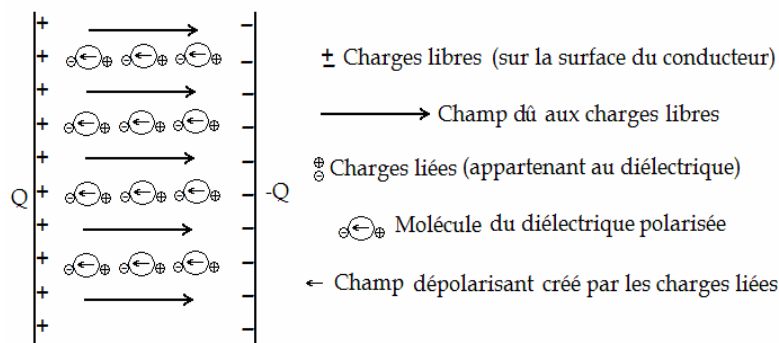 ± Charges libres (sur la surface du conducteur)
Champ dû aux charges libres
Charges liées (appartenant au diélectrique)
Q
-Q
Molécule du diélectrique polarisée
Champ dépolarisant créé par les charges liées